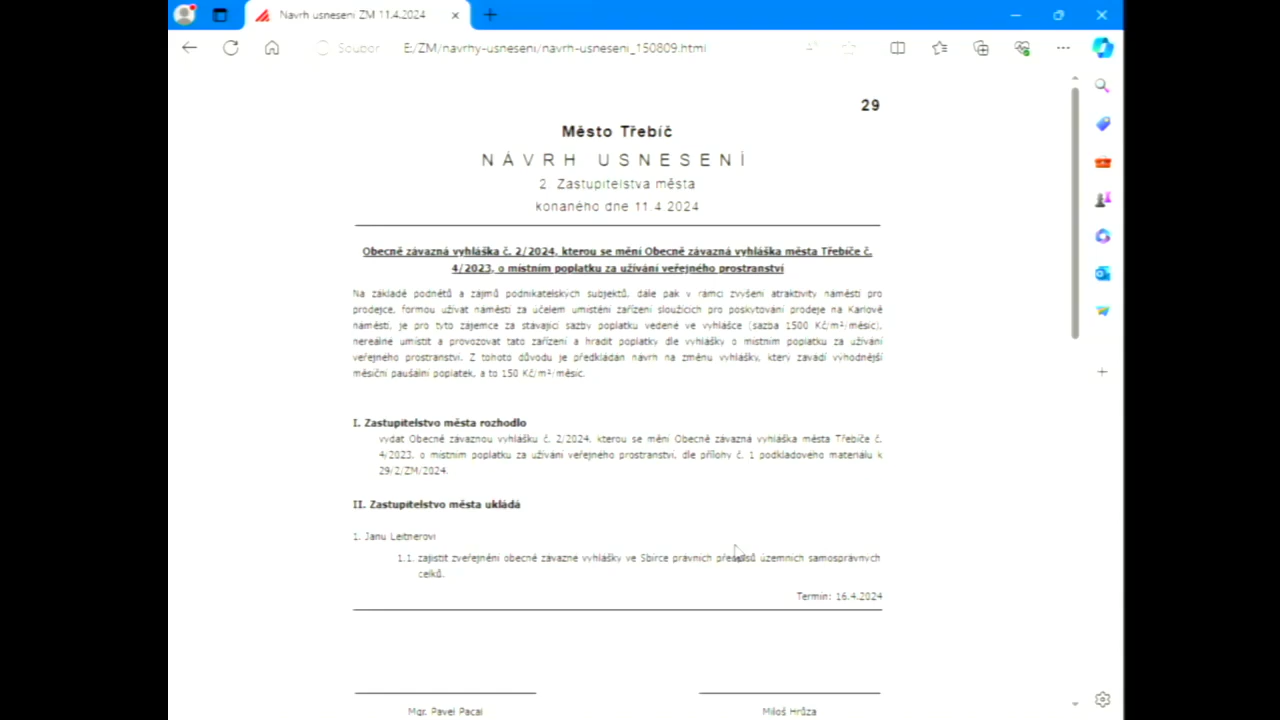 Navrh usneseni ZM 11.4.2024
Soubor E:/ZM/navrhy-usneseni/navrh-usneseni_150809.html
29
Město Třebíč
NÁVRH USNESENÍ
2. Zastupitelstva města
konaného dne 11.4.2024
Obecně závazná vyhláška č. 2/2024, kterou se mění Obecně závazná vyhláška města Třebíče č.
4/2023, o místním poplatku za užívání veřejného prostranství
Na základě podnětů a zájmů podnikatelských subjektů, dále pak v rámci zvýšení atraktivity náměstí pro
prodejce, formou užívat náměstí za účelem umístění zařízení sloužících pro poskytování prodeje na Karlově
náměstí, je pro tyto zájemce za stávající sazby poplatku vedené ve vyhlášce (sazba 1500 Kč/m²/měsíc),
nereálné umístit a provozovat tato zařízení a hradit poplatky dle vyhlášky o místním poplatku za užívání
veřejného prostranství. Z tohoto důvodu je předkládán návrh na změnu vyhlášky, který zavádí výhodnější
měsíční paušální poplatek, a to 150 Kč/m²/měsíc.
I. Zastupitelstvo města rozhodlo
vydat Obecně závaznou vyhlášku č. 2/2024, kterou se mění Obecně závazná vyhláška města Třebíče č.
4/2023, o místním poplatku za užívání veřejného prostranství, dle přílohy č. 1 podkladového materiálu k
29/2/ZM/2024.
II. Zastupitelstvo města ukládá
1. Janu Leitnerovi
1.1. zajistit zveřejnění obecně závazné vyhlášky ve Sbírce právních předpisů územních samosprávných
celků.
Termín: 16.4.2024
Mgr. Pavel Pacal Miloš Hrůza